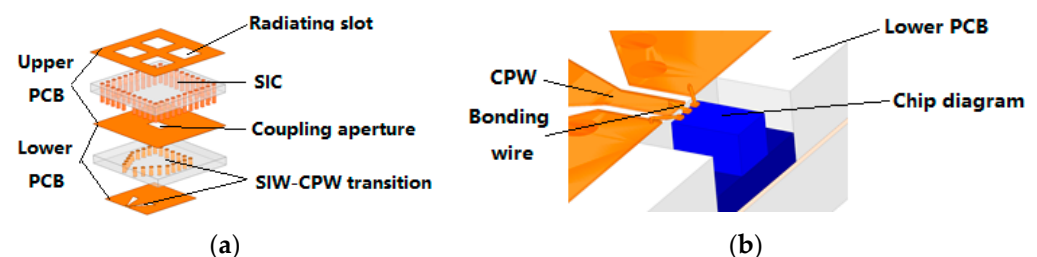 Radiating slot
Upper
PCB
SIC
Coupling aperture
Lower
PCB
SIW-CPW transition
(a)
Lower PCB
CPW
Chip diagram
Bonding
wire
(b)